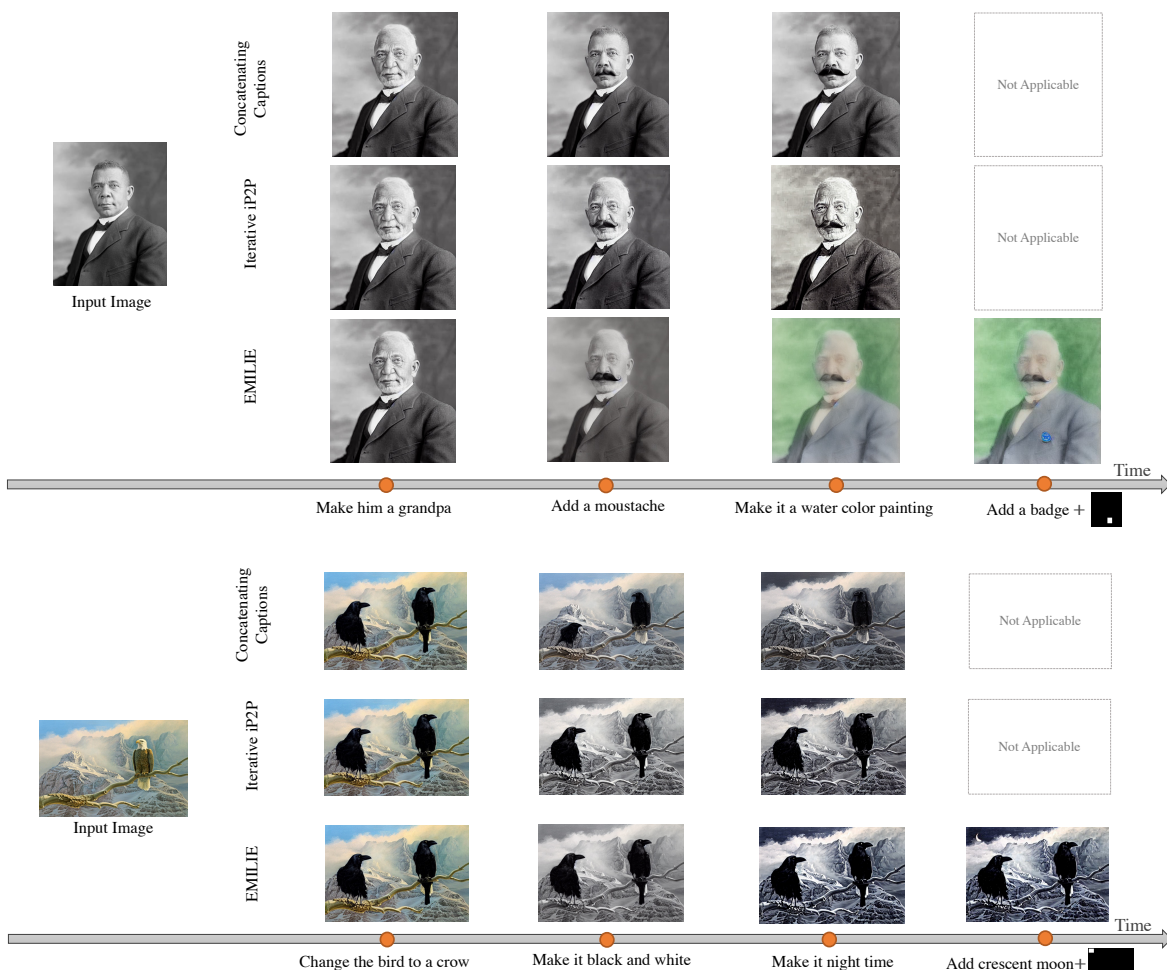 Concatenating
Captions
Not Applicable
Iterative iP2P
Not Applicable
Input Image
EMILIE
Time
Make him a grandpa
Add a moustache
Make it a water color painting
Add a badge +
Concatenating
Captions
Not Applicable
Iterative iP2P
Not Applicable
Input Image
EMILIE
Time
Change the bird to a crow
Make it black and white
Make it night time
Add crescent moon+